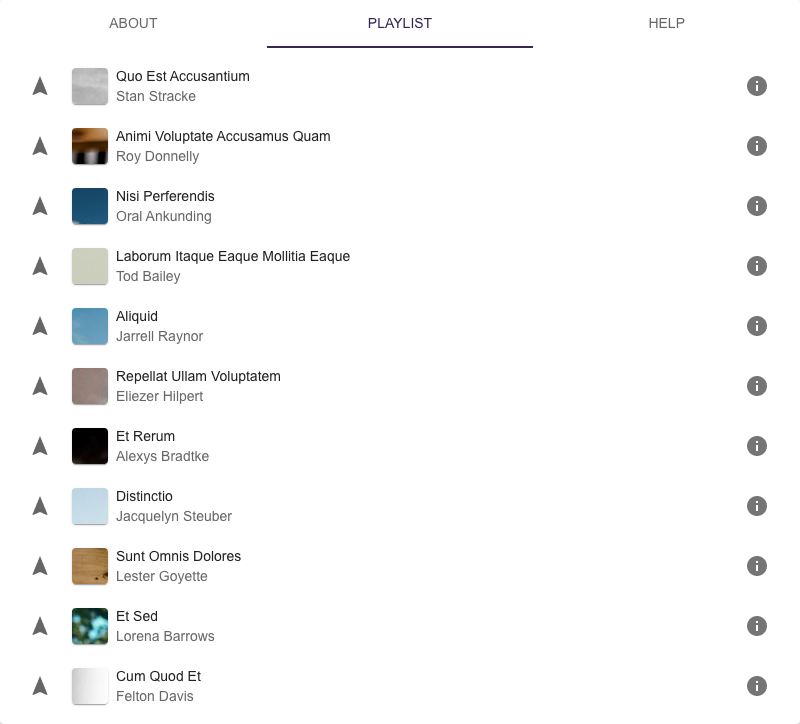 ABOUT
PLAYLIST
HELP
Quo Est Accusantium
Stan Stracke
Animi Voluptate Accusamus Quam
Roy Donnelly
Nisi Perferendis
Oral Ankunding
Laborum Itaque Eaque Mollitia Eaque
Tod Bailey
Aliquid
Jarrell Raynor
Repellat Ullam Voluptatem
Eliezer Hilpert
Et Rerum
Alexys Bradtke
Distinctio
Jacquelyn Steuber
Sunt Omnis Dolores
Lester Goyette
Et Sed
Lorena Barrows
Cum Quod Et
Felton Davis